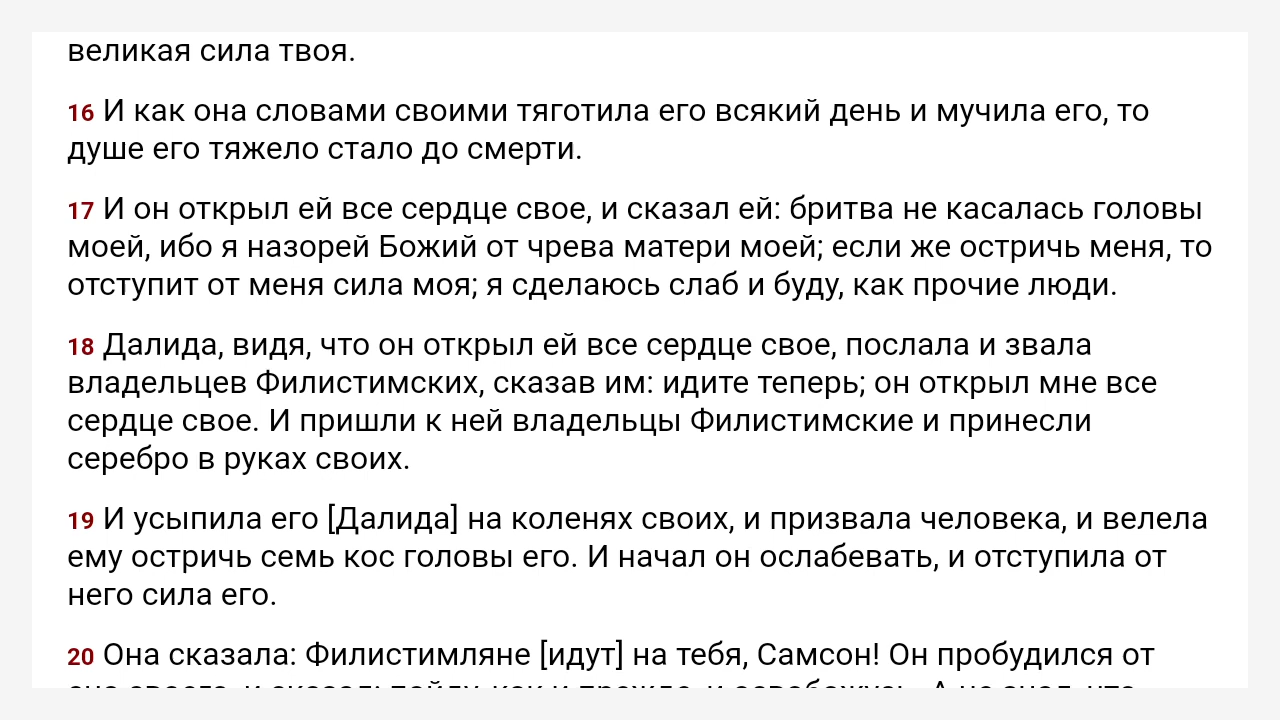 великая сила твоя.
16 И как она словами своими тяготила его всякий день и мучила его, то
душе его тяжело стало до смерти.
17 И он открыл ей все сердце свое, и сказал ей: бритва не касалась головы
моей, ибо я назорей Божий от чрева матери моей; если же остричь меня, то
отступит от меня сила моя; я сделаюсь слаб и буду, как прочие люди.
18 Далида, видя, что он открыл ей все сердце свое, послала и звала
владельцев Филистимских, сказав им: идите теперь; он открыл мне все
сердце свое. И пришли к ней владельцы Филистимские и принесли
серебро в руках своих.
19 И усыпила его [Далида] на коленях своих, и призвала человека, и велела
ему остричь семь кос головы его. И начал он ослабевать, и отступила от
него сила его.
20 Она сказала: Филистимляне [идут] на тебя, Самсон! Он пробудился от